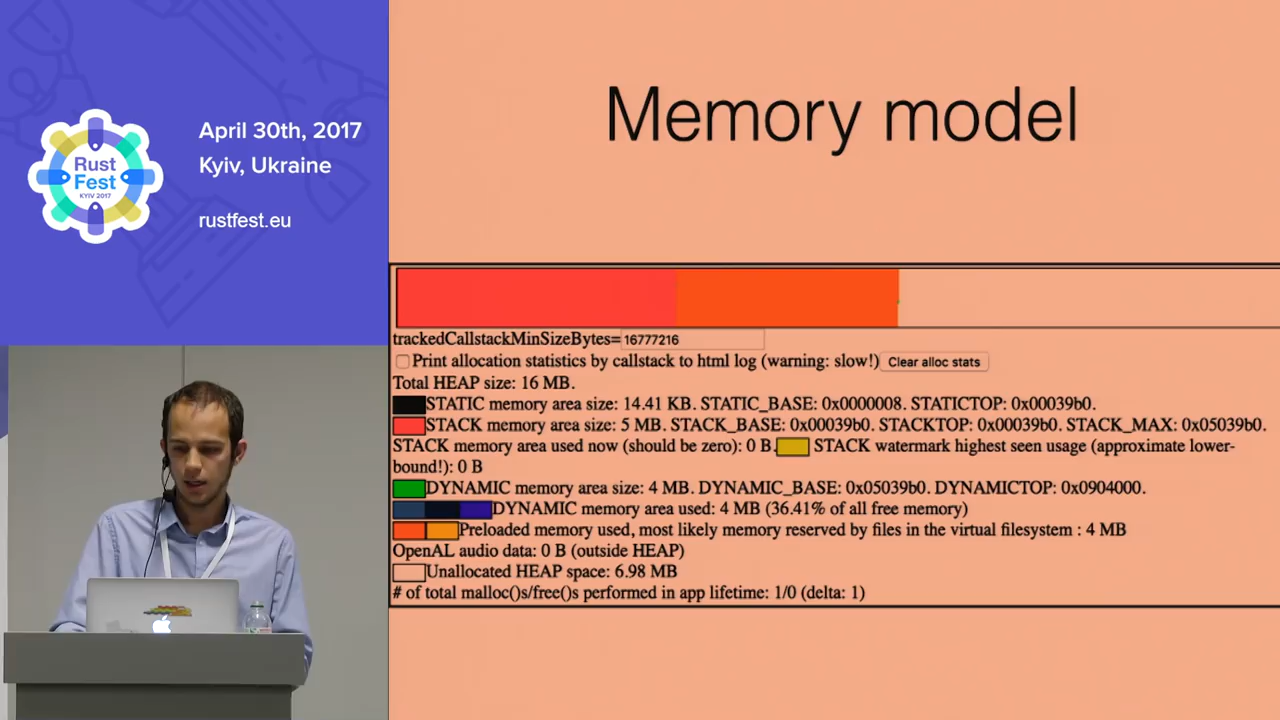 Rust
Fest
KYIV 2017
April 30th, 2017
Kyiv, Ukraine
rustfest.eu
Memory model
trackedCallstackMinSizeBytes= 16777216
Print allocation statistics by callstack to html log (warning: slow!) Clear alloc stats
Total HEAP size: 16 MB.
STATIC memory area size: 14.41 KB. STATIC_BASE: 0x0000008. STATICTOP: 0x00039b0.
STACK memory area size: 5 MB. STACK_BASE: 0x00039b0. STACKTOP: 0x00039b0. STACK_MAX: 0x05039b0.
STACK memory area used now (should be zero): 0 B. STACK watermark highest seen usage (approximate lower-
bound!): 0 B
DYNAMIC memory area size: 4 MB. DYNAMIC_BASE: 0x05039b0. DYNAMICTOP: 0x0904000.
DYNAMIC memory area used: 4 MB (36.41% of all free memory)
Preloaded memory used, most likely memory reserved by files in the virtual filesystem : 4 MB
OpenAL audio data: 0 B (outside HEAP)
Unallocated HEAP space: 6.98 MB
# of total malloc()s/free()s performed in app lifetime: 1/0 (delta: 1)